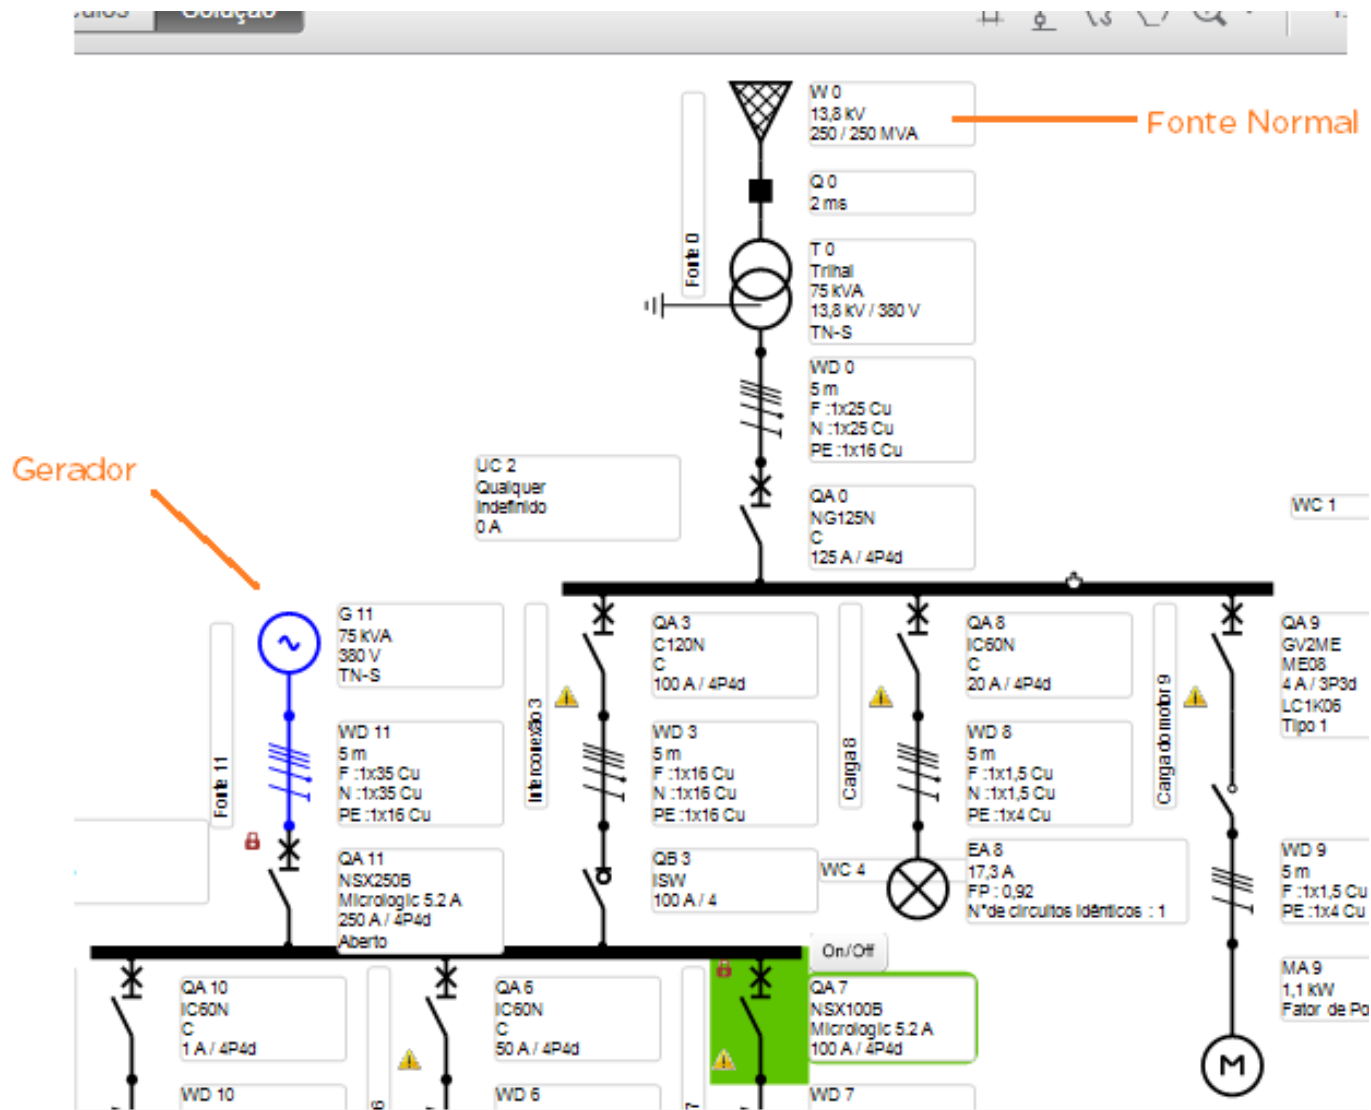 Solução
W 0
13,8 kV
250 / 250 MVA
Fonte Normal
Q 0
2 ms
Fonte 0
T 0
Trihal
75 kVA
13,8 kV / 380 V
TN-S
WD 0
5 m
F :1x25 Cu
N :1x25 Cu
PE :1x16 Cu
Gerador
UC 2
Qualquer
Indefinido
0 A
QA 0
NG125N
C
125 A / 4P4d
WC 1
Fonte 11
G 11
75 kVA
380 V
TN-S
WD 11
5 m
F :1x35 Cu
N :1x35 Cu
PE :1x16 Cu
QA 11
NSX250B
Micrologic 5.2 A
250 A / 4P4d
Aberto
Interconexão 3
QA 3
C120N
C
100 A / 4P4d
WD 3
5 m
F :1x16 Cu
N :1x16 Cu
PE :1x16 Cu
QB 3
ISW
100 A / 4
Carga 8
QA 8
IC60N
C
20 A / 4P4d
WD 8
5 m
F :1x1,5 Cu
N :1x1,5 Cu
PE :1x4 Cu
WC 4
EA 8
17,3 A
FP : 0,92
N°de circuitos idênticos : 1
Carga do motor 9
QA 9
GV2ME
ME08
4 A / 3P3d
LC1K06
Tipo 1
WD 9
5 m
F :1x1,5 Cu
PE :1x4 Cu
MA 9
1,1 kW
Fator de Po
M
On/Off
QA 10
IC60N
C
1 A / 4P4d
WD 10
QA 6
IC60N
C
50 A / 4P4d
WD 6
QA 7
NSX100B
Micrologic 5.2 A
100 A / 4P4d
WD 7